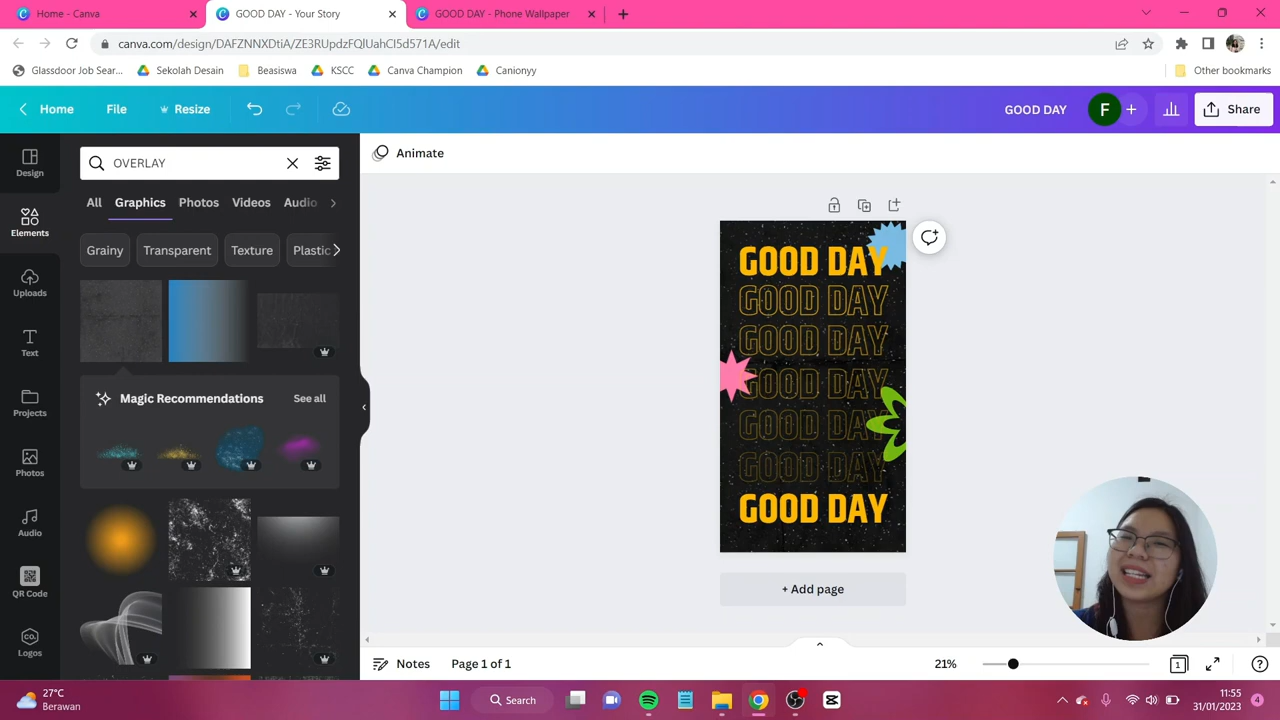 Home - Canva
GOOD DAY - Your Story
GOOD DAY - Phone Wallpaper
canva.com/design/DAFZNNXDtiA/ZE3RUpdzFQlUahCI5d571A/edit
Glassdoor Job Sear...
Sekolah Desain
Beasiswa
KSCC
Canva Champion
Canionyy
Other bookmarks
Home
File
Resize
GOOD DAY
F
Share
Design
Elements
Uploads
Text
Projects
Photos
Audio
QR Code
Logos
CO.
OVERLAY
All
Graphics
Photos
Videos
Audio
Grainy
Transparent
Texture
Plastic
Magic Recommendations
See all
Animate
GOOD DAY
GOOD DAY
GOOD DAY
GOOD DAY
GOOD DAY
GOOD DAY
GOOD DAY
+ Add page
Notes
Page 1 of 1
21%
1
27°C
Berawan
Search
11:55
31/01/2023
4